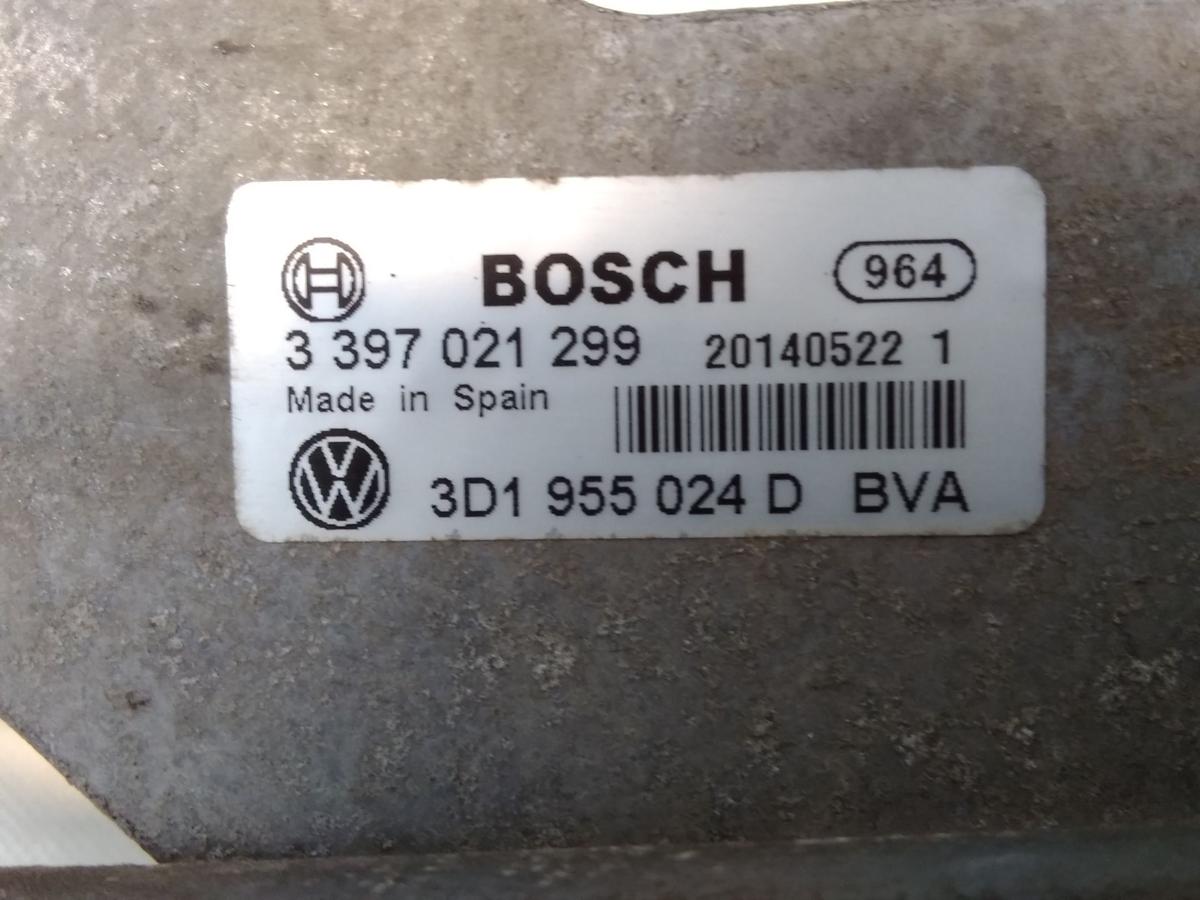 BOSCH 964
3 397 021 299 20140522 1
Made in Spain
3D1 955 024 D BVA